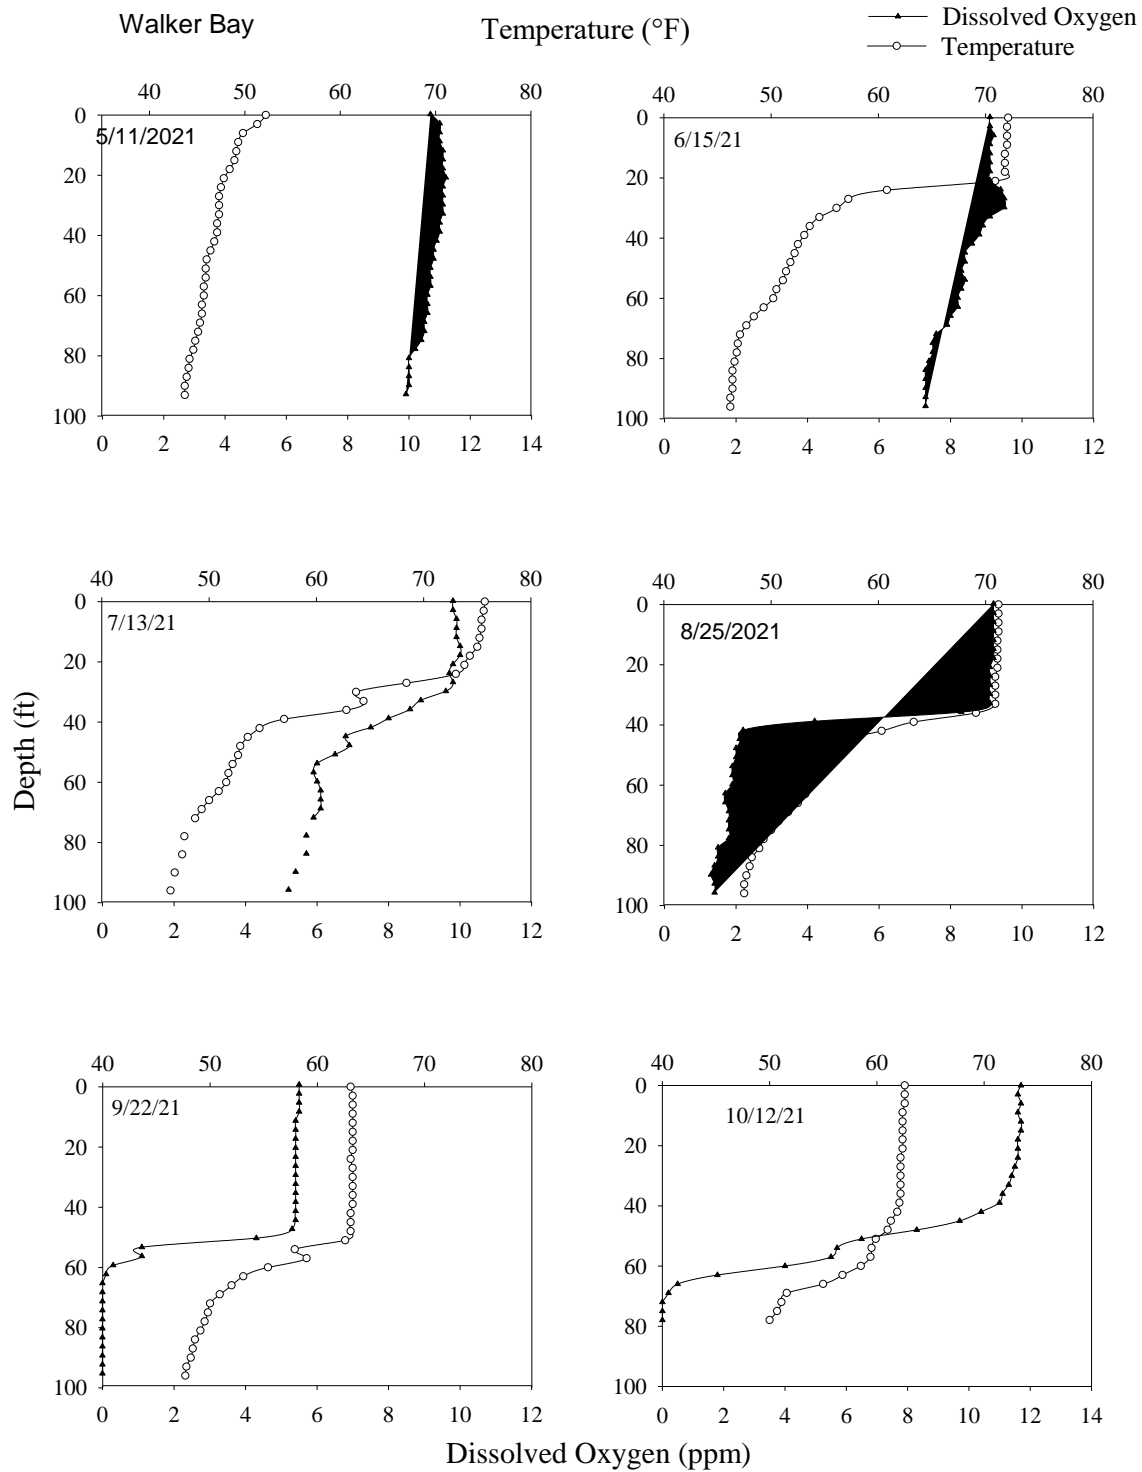 Walker Bay
Temperature (°F)
Dissolved Oxygen
Temperature
40 50 60 70 80
5/11/2021
0
20
40
60
80
100
0 2 4 6 8 10 12 14
40 50 60 70 80
6/15/21
0
20
40
60
80
100
0 2 4 6 8 10 12
Depth (ft)
40 50 60 70 80
7/13/21
0
20
40
60
80
100
0 2 4 6 8 10 12
40 50 60 70 80
8/25/2021
0
20
40
60
80
100
0 2 4 6 8 10 12
40 50 60 70 80
9/22/21
0
20
40
60
80
100
0 2 4 6 8 10 12
40 50 60 70 80
10/12/21
0
20
40
60
80
100
0 2 4 6 8 10 12 14
Dissolved Oxygen (ppm)